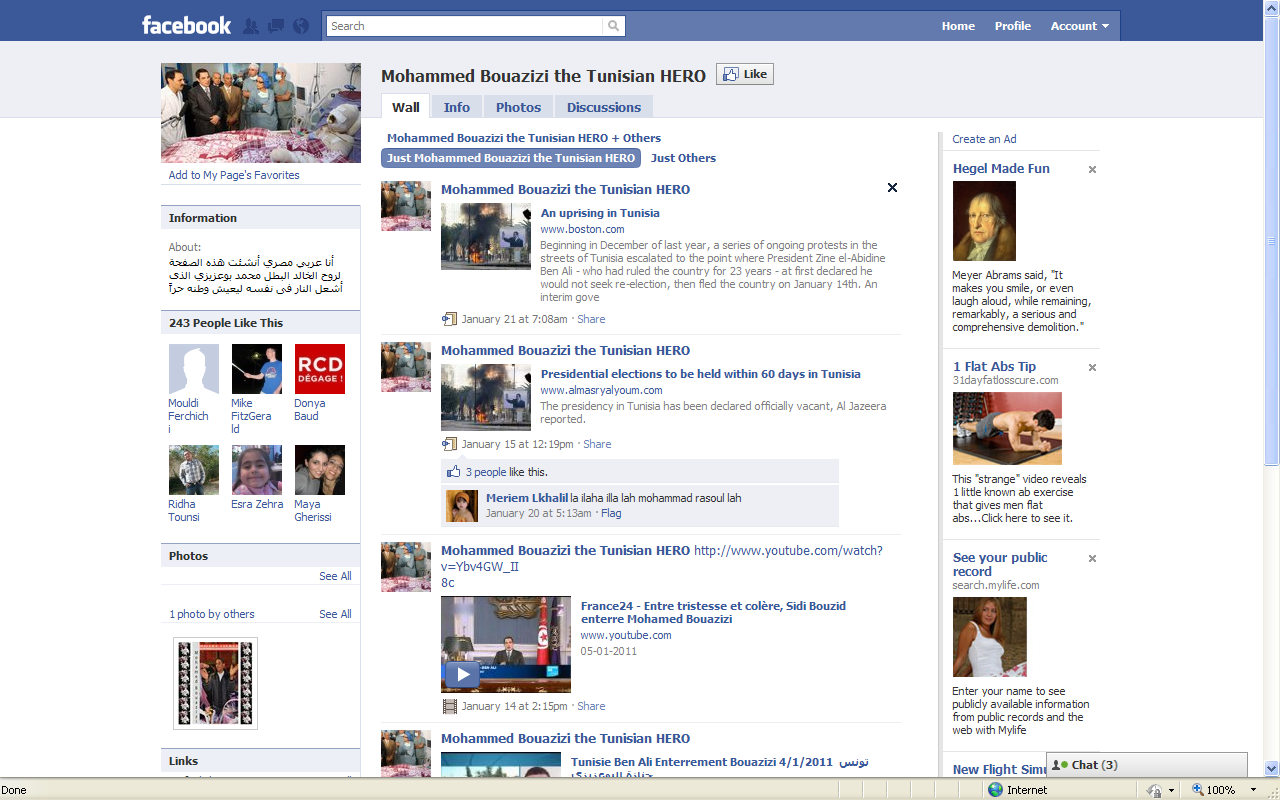 facebook
Search
Home Profile Account
Mohammed Bouazizi the Tunisian HERO
Like
Wall Info Photos Discussions
Add to My Page's Favorites
Information
About:
أنا عربي مصري أنشئت هذه الصفحة
لروح الخالد البطل محمد بوعزيزي الذى
أشعل النار فى نفسه ليعيش وطنه حراً
243 People Like This
Mouldi
Ferchich
i
Mike
FitzGera
ld
RCD
DÉGAGE !
Donya
Baud
Ridha
Tounsi
Esra Zehra
Maya
Gherissi
Photos
See All
1 photo by others See All
Links
Mohammed Bouazizi the Tunisian HERO + Others
Just Mohammed Bouazizi the Tunisian HERO Just Others
Mohammed Bouazizi the Tunisian HERO
An uprising in Tunisia
www.boston.com
Beginning in December of last year, a series of ongoing protests in the
streets of Tunisia escalated to the point where President Zine el-Abidine
Ben Ali - who had ruled the country for 23 years - at first declared he
would not seek re-election, then fled the country on January 14th. An
interim gove
January 21 at 7:08am · Share
Mohammed Bouazizi the Tunisian HERO
Presidential elections to be held within 60 days in Tunisia
www.almasryalyoum.com
The presidency in Tunisia has been declared officially vacant, Al Jazeera
reported.
January 15 at 12:19pm · Share
3 people like this.
Meriem Lkhalil la ilaha illa lah mohammad rasoul lah
January 20 at 5:13am · Flag
Mohammed Bouazizi the Tunisian HERO http://www.youtube.com/watch?
v=Ybv4GW_II
8c
France24 - Entre tristesse et colère, Sidi Bouzid
enterre Mohamed Bouazizi
www.youtube.com
05-01-2011
January 14 at 2:15pm · Share
Mohammed Bouazizi the Tunisian HERO
Tunisie Ben Ali Enterrement Bouazizi 4/1/2011 تونس
Create an Ad
Hegel Made Fun
Meyer Abrams said, "It
makes you smile, or even
laugh aloud, while remaining,
remarkably, a serious and
comprehensive demolition."
1 Flat Abs Tip
31dayfatlosscure.com
This "strange" video reveals
1 little known ab exercise
that gives men flat
abs...Click here to see it.
See your public
record
search.mylife.com
Enter your name to see
publicly available information
from public records and the
web with Mylife
New Flight Simu
Chat (3)
Done
Internet
100%